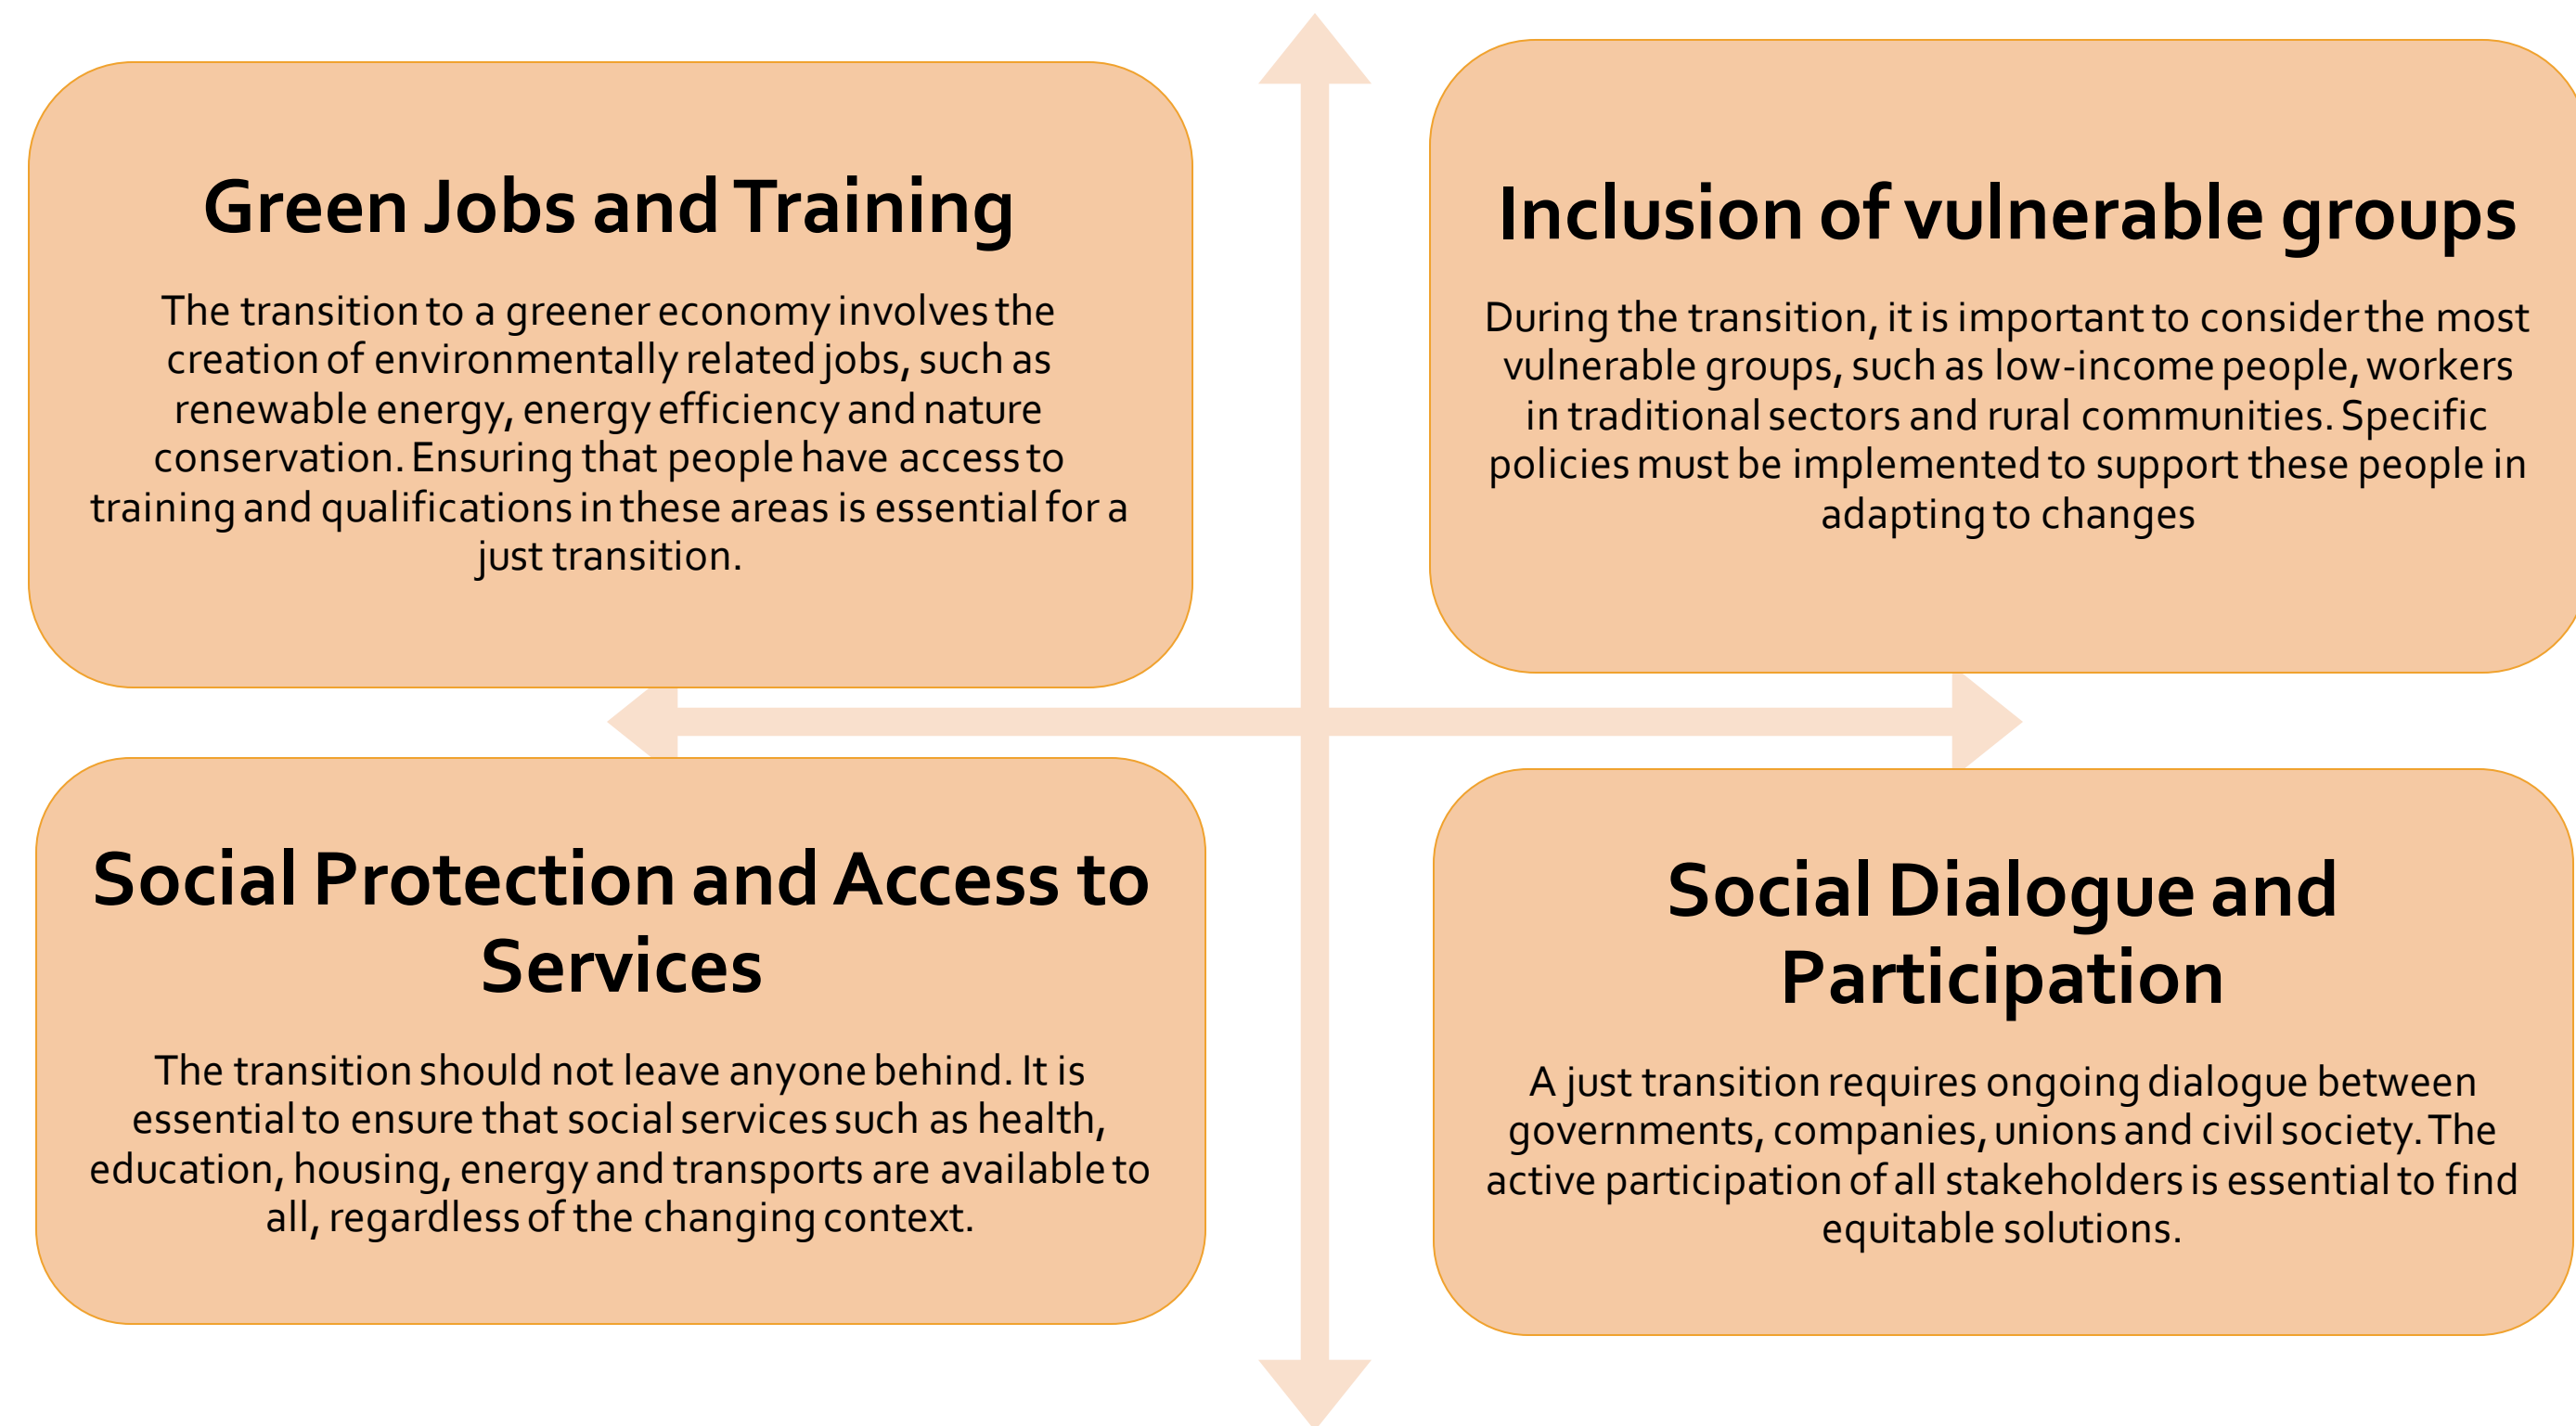 Green Jobs and Training
The transition to a greener economy involves the
creation of environmentally related jobs, such as
renewable energy, energy efficiency and nature
conservation. Ensuring that people have access to
training and qualifications in these areas is essential for a
just transition.
Inclusion of vulnerable groups
During the transition, it is important to consider the most
vulnerable groups, such as low-income people, workers
in traditional sectors and rural communities. Specific
policies must be implemented to support these people in
adapting to changes
Social Protection and Access to
Services
The transition should not leave anyone behind. It is
essential to ensure that social services such as health,
education, housing, energy and transports are available to
all, regardless of the changing context.
Social Dialogue and
Participation
A just transition requires ongoing dialogue between
governments, companies, unions and civil society. The
active participation of all stakeholders is essential to find
equitable solutions.